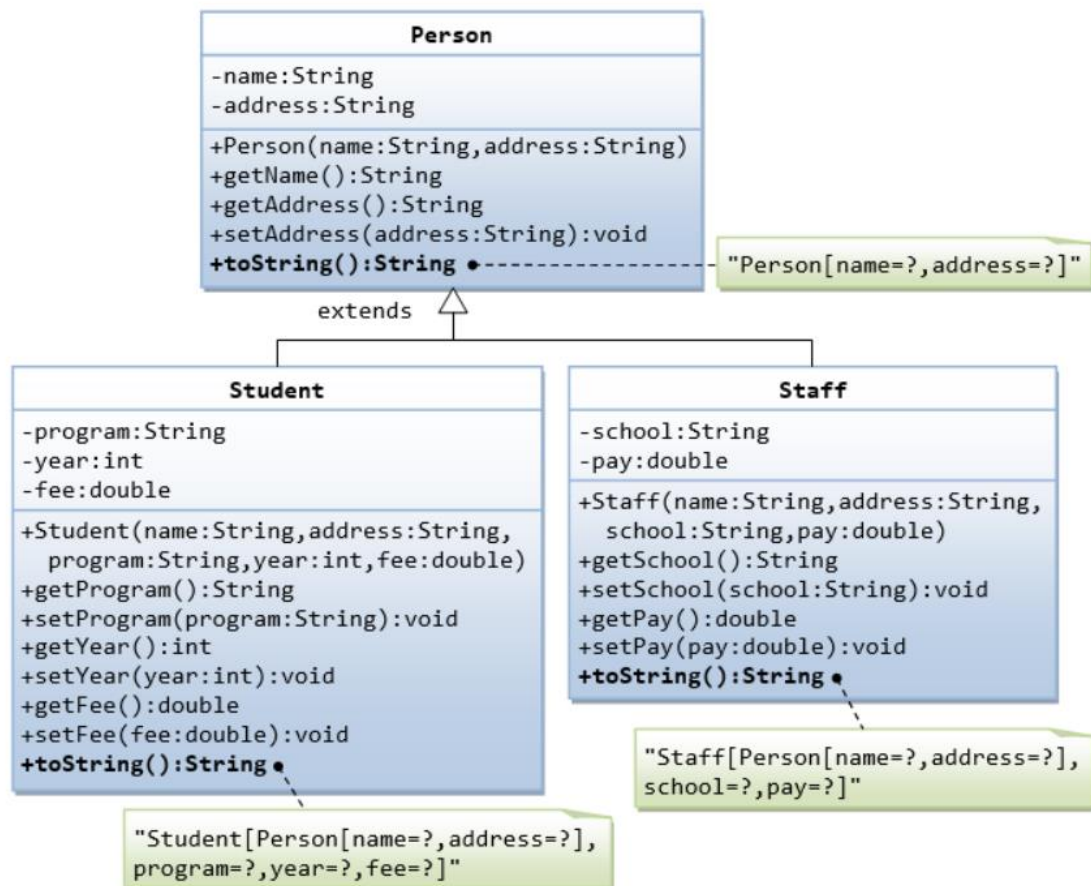 Person
-name:String
-address:String
+Person(name:String,address:String)
+getName():String
+getAddress():String
+setAddress(address:String):void
+toString():String
"Person[name=?,address=?]"
extends
Student
-program:String
-year:int
-fee:double
+Student(name:String,address:String,
program:String,year:int,fee:double)
+getProgram():String
+setProgram(program:String):void
+getYear():int
+setYear(year:int):void
+getFee():double
+setFee(fee:double):void
+toString():String
"Student[Person[name=?,address=?],
program=?,year=?,fee=?]"
Staff
-school:String
-pay:double
+Staff(name:String,address:String,
school:String,pay:double)
+getSchool():String
+setSchool(school:String):void
+getPay():double
+setPay(pay:double):void
+toString():String
"Staff[Person[name=?,address=?],
school=?,pay=?]"